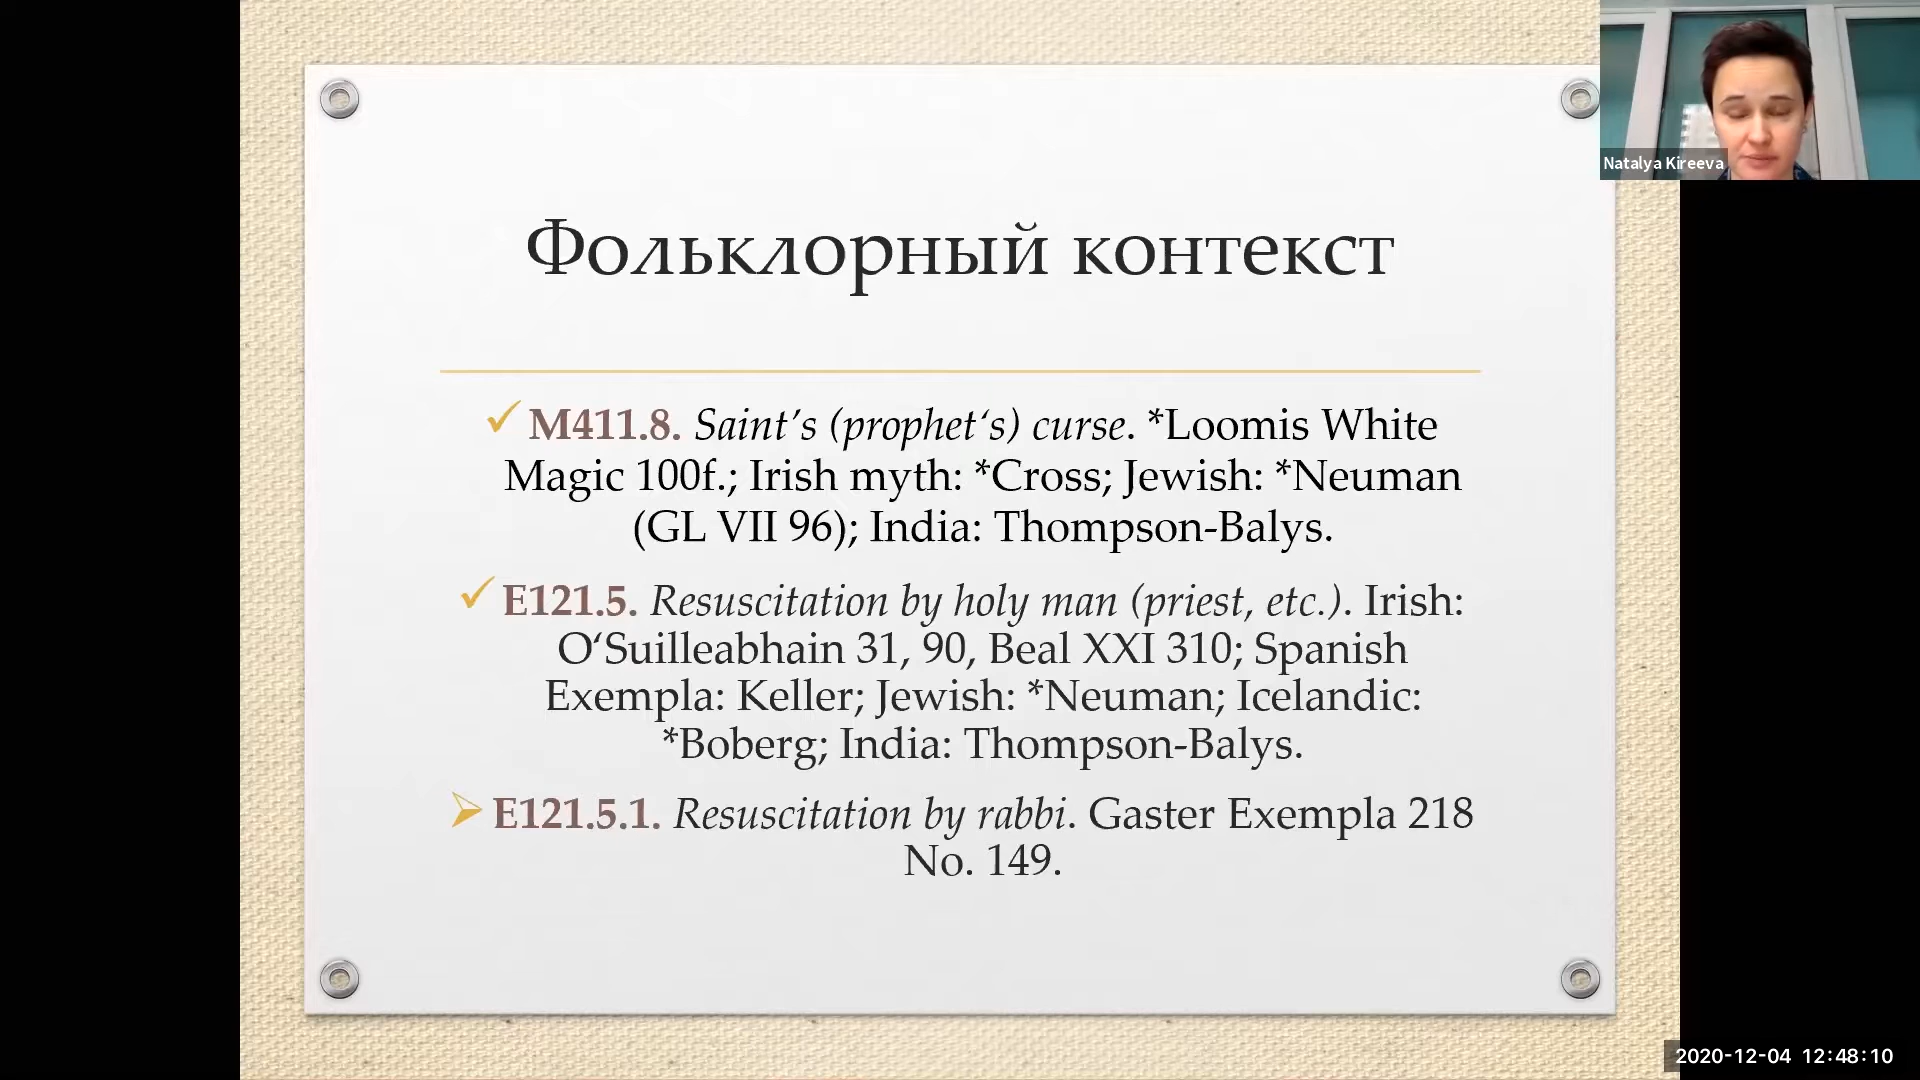 Natalya Kireeva
Фольклорный контекст
M411.8. Saint’s (prophet‘s) curse. *Loomis White
Magic 100f.; Irish myth: *Cross; Jewish: *Neuman
(GL VII 96); India: Thompson-Balys.
E121.5. Resuscitation by holy man (priest, etc.). Irish:
O‘Suilleabhain 31, 90, Beal XXI 310; Spanish
Exempla: Keller; Jewish: *Neuman; Icelandic:
*Boberg; India: Thompson-Balys.
E121.5.1. Resuscitation by rabbi. Gaster Exempla 218
No. 149.
2020-12-04 12:48:10